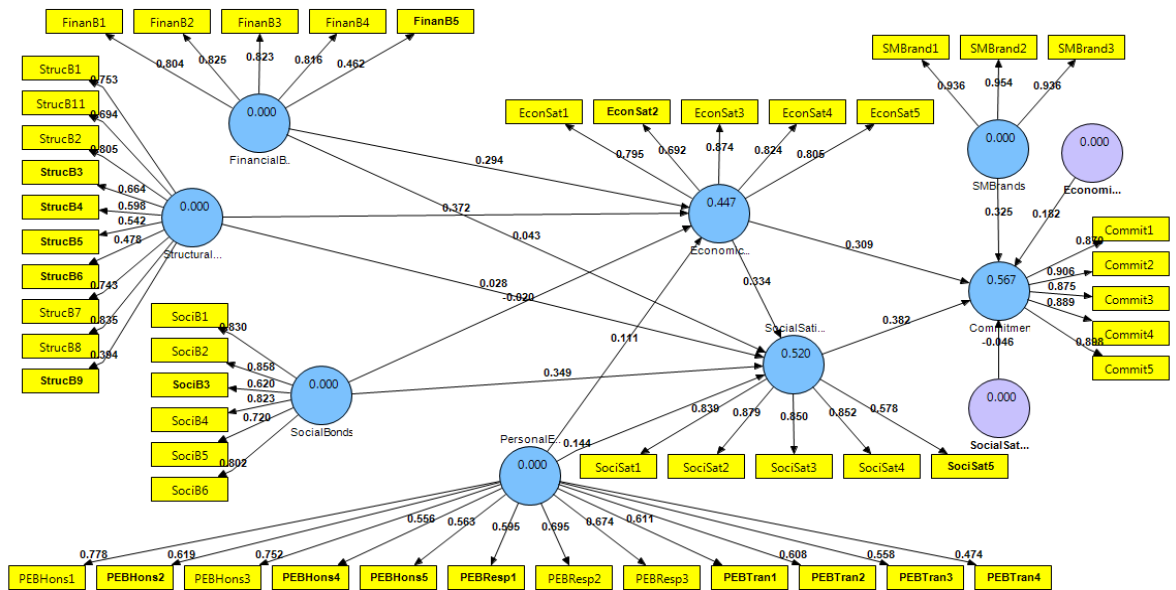 FinanB1
FinanB2
FinanB3
FinanB4
FinanB5
0.804
0.825
0.823
0.816
0.462
0.000
FinancialB..
StrucB1
StrucB11
StrucB2
StrucB3
StrucB4
StrucB5
StrucB6
StrucB7
StrucB8
StrucB9
0.753
0.694
0.805
0.664
0.598
0.542
0.478
0.743
0.835
0.394
0.000
Structural...
SociB1
SociB2
SociB3
SociB4
SociB5
SociB6
0.830
0.858
0.620
0.823
0.720
0.802
0.000
SocialBonds
EconSat1
EconSat2
EconSat3
EconSat4
EconSat5
0.795
0.692
0.874
0.824
0.805
0.447
Economic...
0.294
0.372
0.043
0.028
-0.020
0.111
0.349
0.144
0.334
0.309
0.382
SocialSati...
0.520
0.839
0.879
0.850
0.852
0.578
SociSat1
SociSat2
SociSat3
SociSat4
SociSat5
SMBrand1
SMBrand2
SMBrand3
0.936
0.954
0.936
0.000
SMBrands
0.000
Economi...
0.325
0.182
0.567
Commitmen
-0.046
0.000
SocialSat...
Commit1
Commit2
Commit3
Commit4
Commit5
0.879
0.906
0.875
0.889
0.898
PersonalE..
0.000
0.778
0.619
0.752
0.556
0.563
0.595
0.695
0.674
0.611
0.608
0.558
0.474
PEBHons1
PEBHons2
PEBHons3
PEBHons4
PEBHons5
PEBResp1
PEBResp2
PEBResp3
PEBTran1
PEBTran2
PEBTran3
PEBTran4